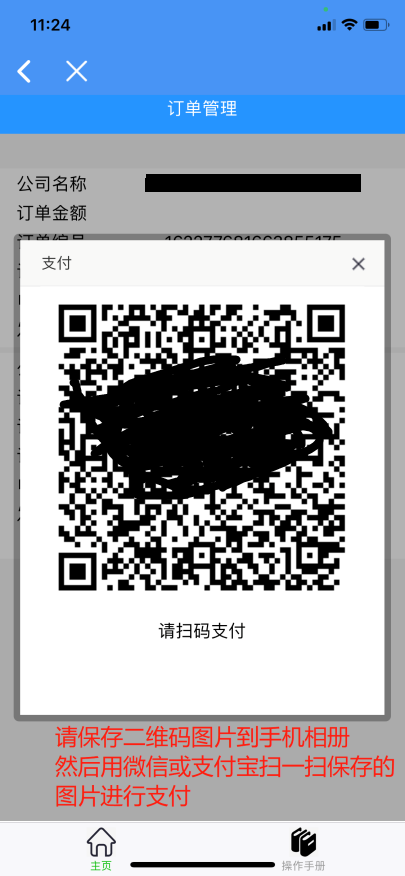 11:24
订单管理
公司名称
订单金额
支付
请扫码支付
请保存二维码图片到手机相册
然后用微信或支付宝扫一扫保存的
图片进行支付
主页
操作手册